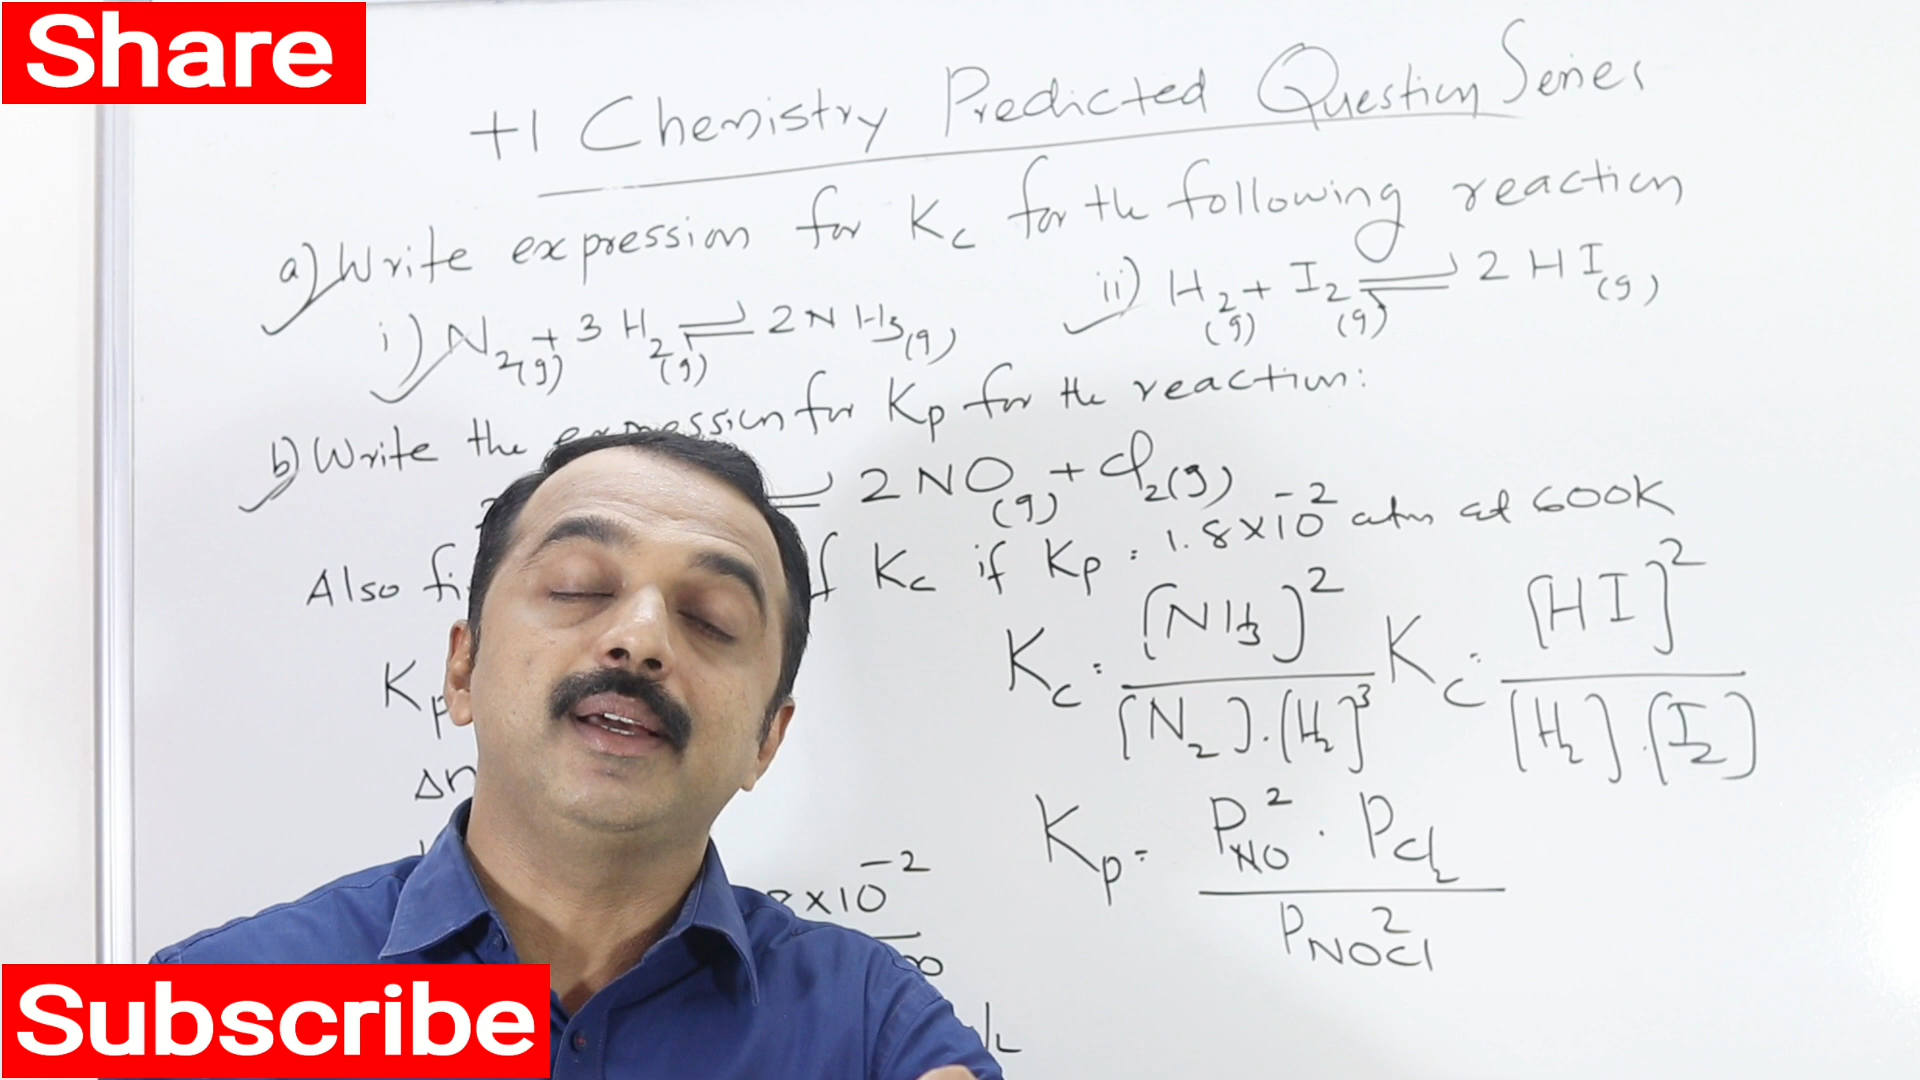 Share
+1 Chemistry Predicted Question Series
a) Write expression for Kc for the following reaction
i) N2(g) + 3H2(g) ⇌ 2NH3(g) ii) H2(g) + I2(g) ⇌ 2HI(g)
b) Write the expression for Kp for the reaction:
⇌ 2NO(g) + Cl2(g)
Also Kc if Kp = 1.8×10⁻² atm at 600K
Kc = [NH3]² / [N2].[H2]³ Kc = [HI]² / [H2].[I2]
Kp
Δn
Kp = P²NO . PCl2 / P²NOCl
×10⁻²
Subscribe